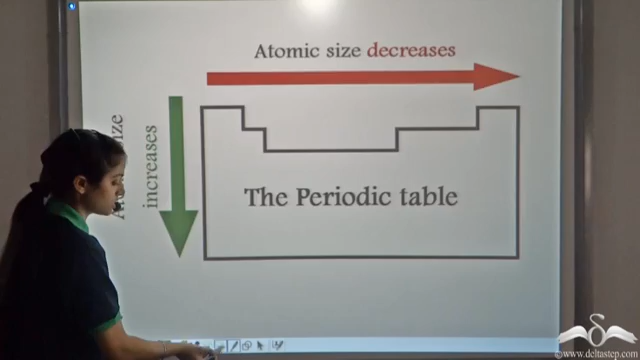 Atomic size decreases
increases
The Periodic table
©www.deltastep.com